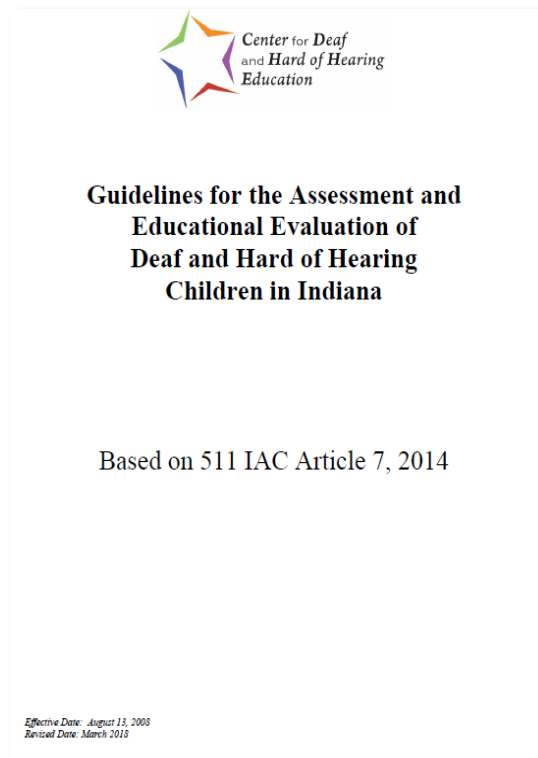 Center for Deaf
and Hard of Hearing
Education
Guidelines for the Assessment and
Educational Evaluation of
Deaf and Hard of Hearing
Children in Indiana
Based on 511 IAC Article 7, 2014
Effective Date: August 13, 2008
Revised Date: March 2018